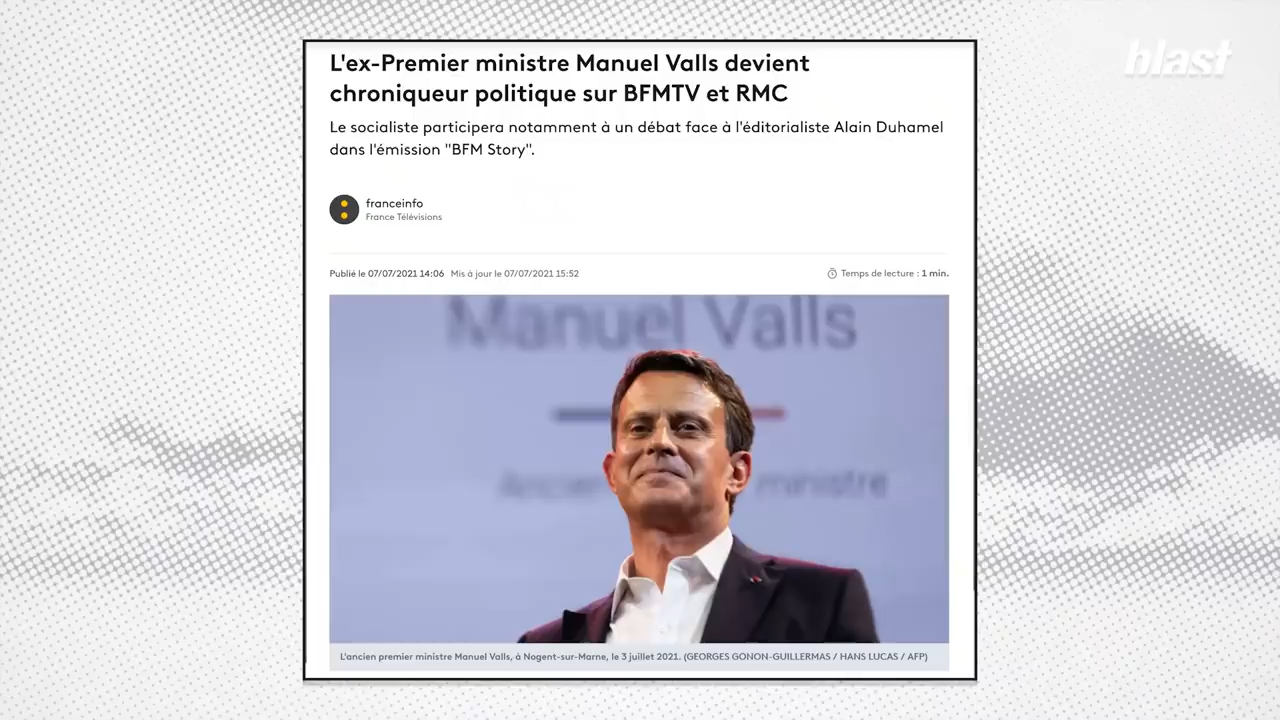 blast
L'ex-Premier ministre Manuel Valls devient
chroniqueur politique sur BFMTV et RMC
Le socialiste participera notamment à un débat face à l'éditorialiste Alain Duhamel
dans l'émission "BFM Story".
franceinfo
France Télévisions
Publié le 07/07/2021 14:06 Mis à jour le 07/07/2021 15:52
Temps de lecture : 1 min.
Manuel Valls
Ancien ministre
L'ancien premier ministre Manuel Valls, à Nogent-sur-Marne, le 3 juillet 2021. (GEORGES GONON-GUILLERMAS / HANS LUCAS / AFP)